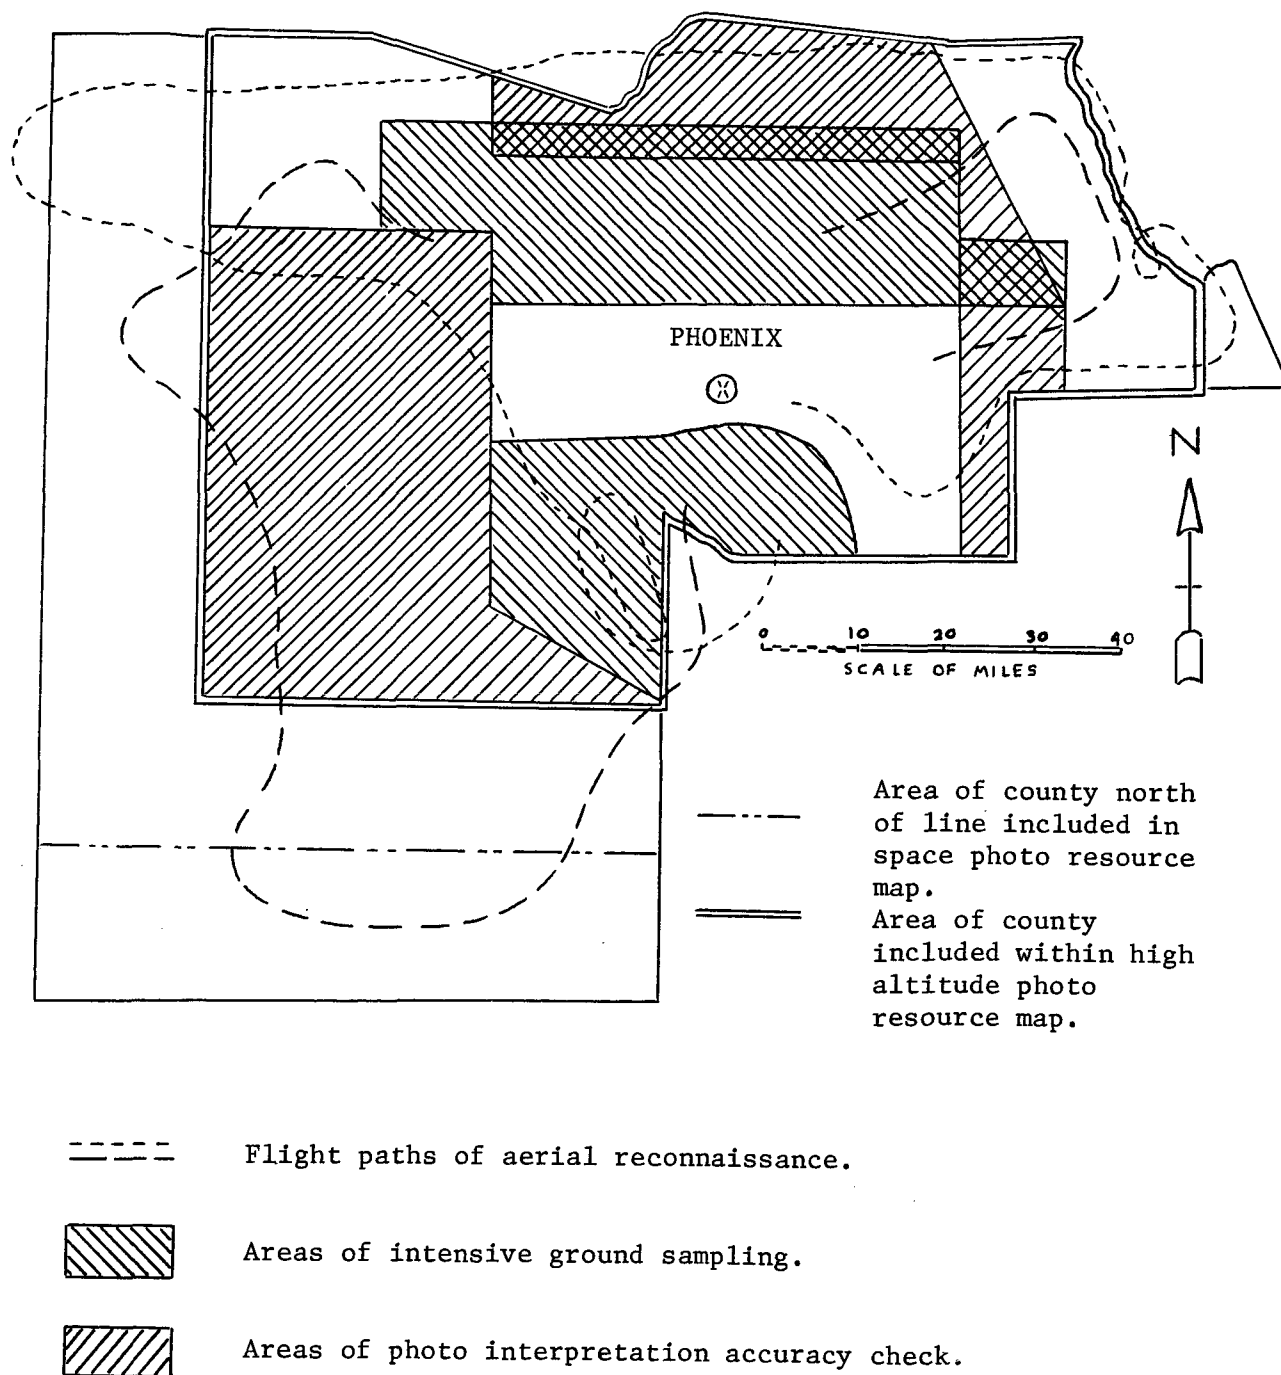 PHOENIX
N
0 10 20 30 40
SCALE OF MILES
Area of county north
of line included in
space photo resource
map.
Area of county
included within high
altitude photo
resource map.
Flight paths of aerial reconnaissance.
Areas of intensive ground sampling.
Areas of photo interpretation accuracy check.